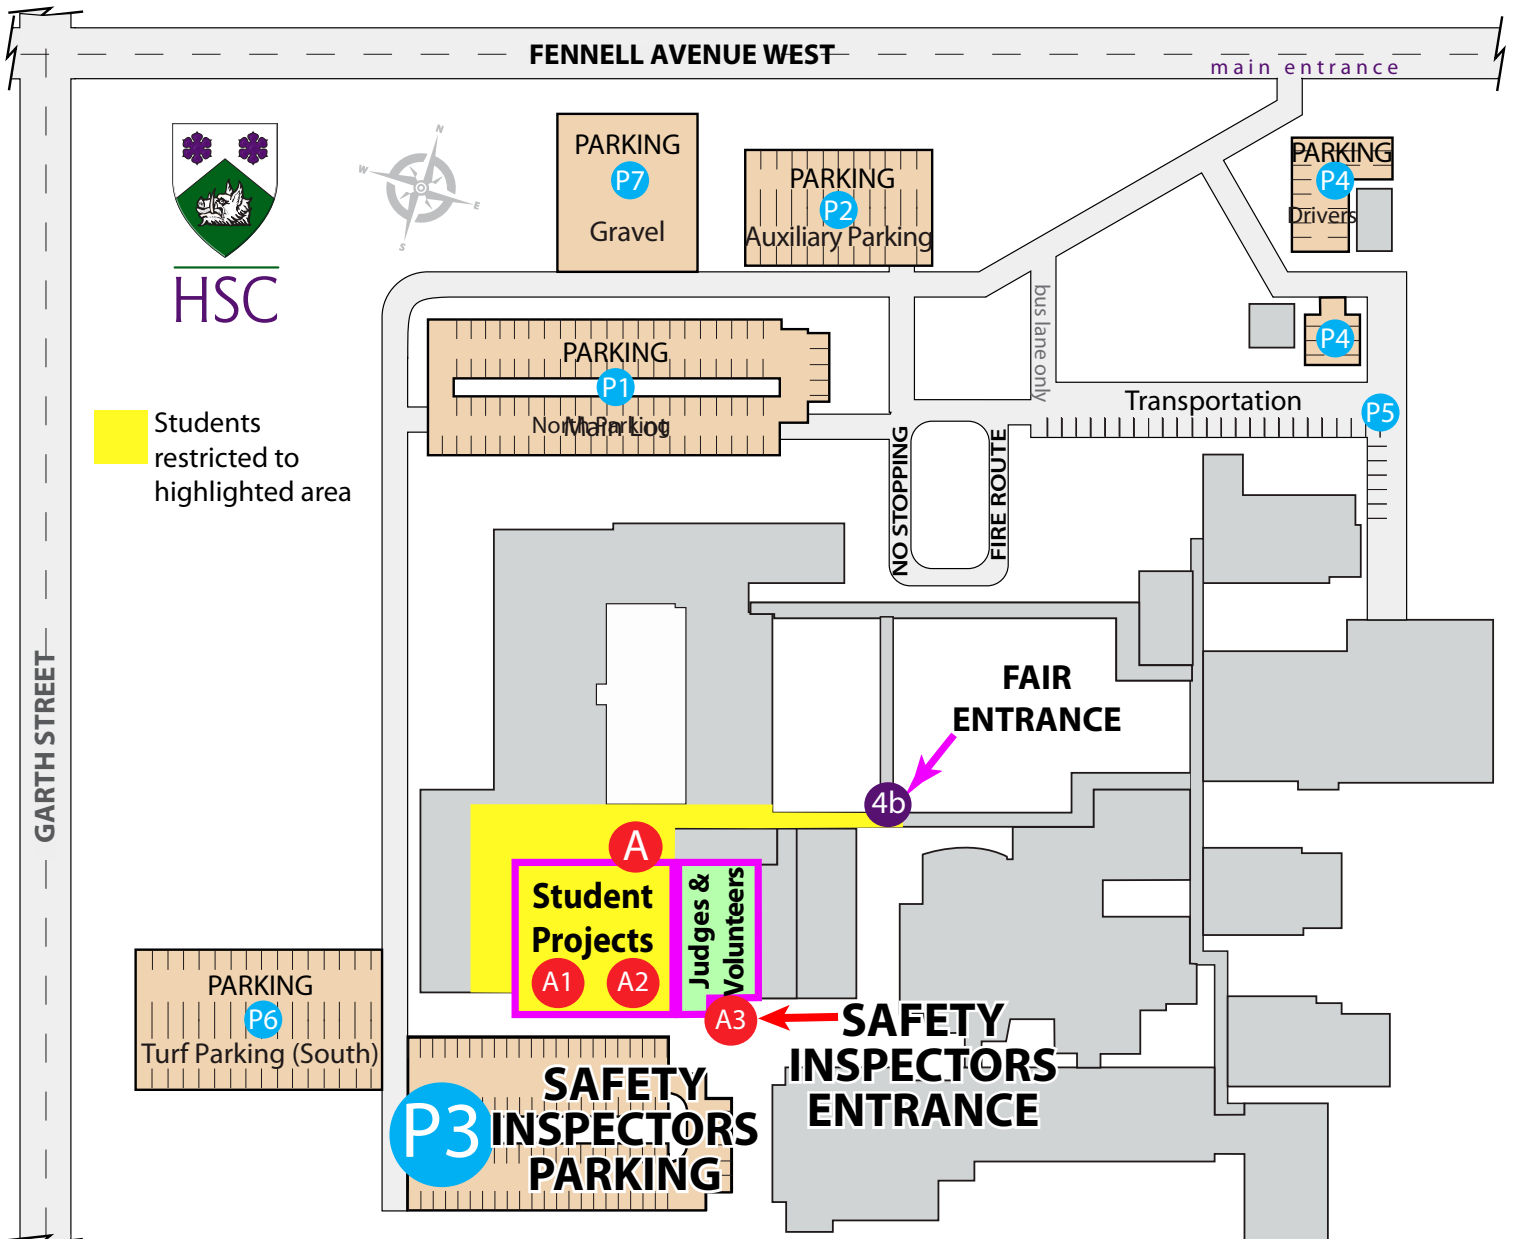 FENNELL AVENUE WEST
main entrance
N
W
E
S
HSC
PARKING
P7
Gravel
PARKING
P2
Auxiliary Parking
PARKING
P4
Drivers
P4
bus lane only
PARKING
P1
North Parking
Main Lot
Transportation
P5
Students
restricted to
highlighted area
NO STOPPING
FIRE ROUTE
GARTH STREET
FAIR
ENTRANCE
4b
A
Student
Projects
A1
A2
Judges &
Volunteers
A3
SAFETY
INSPECTORS
ENTRANCE
PARKING
P6
Turf Parking (South)
P3
SAFETY
INSPECTORS
PARKING